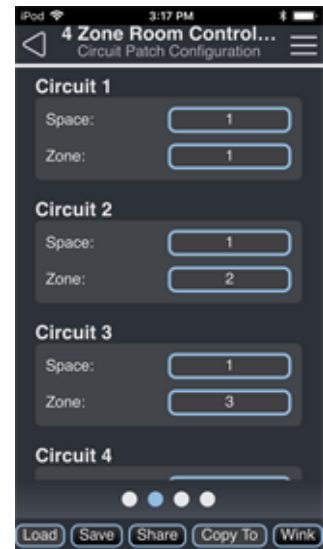 iPod 3:17 PM
4 Zone Room Control...
Circuit Patch Configuration
Circuit 1
Space: 1
Zone: 1
Circuit 2
Space: 1
Zone: 2
Circuit 3
Space: 1
Zone: 3
Circuit 4
Load Save Share Copy To Wink